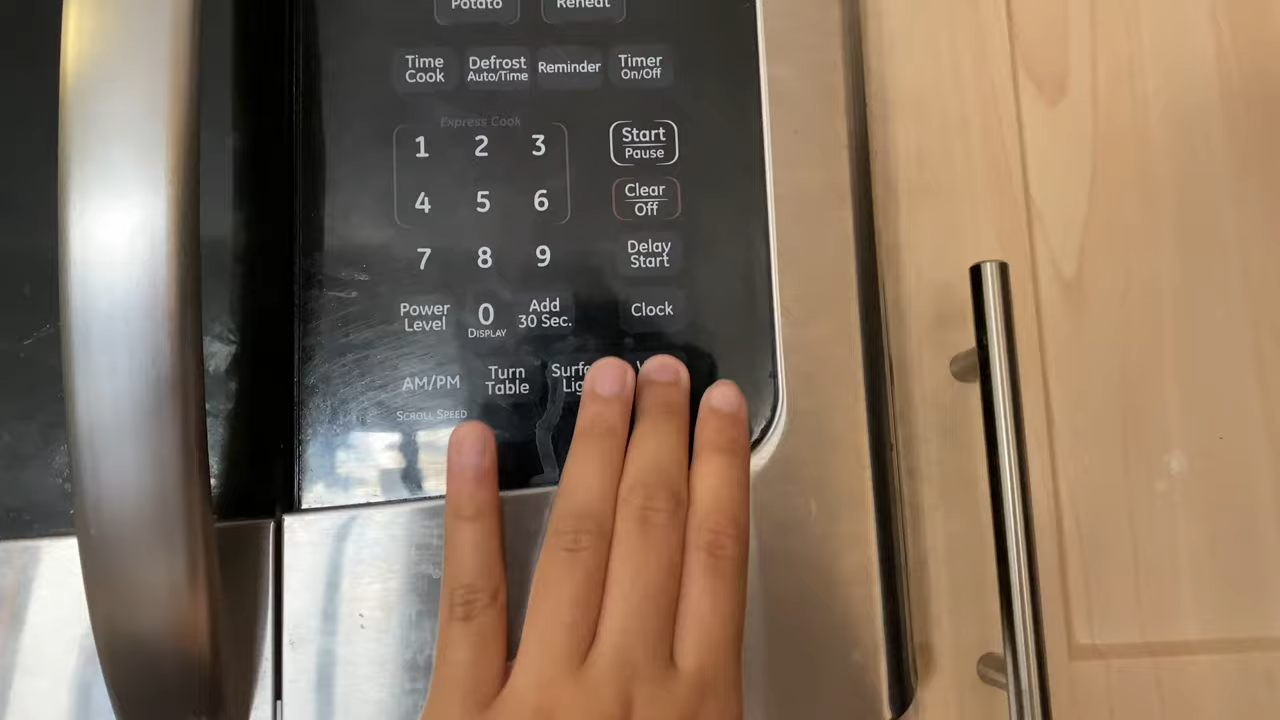 Potato Reheat
Time Cook Defrost Auto/Time Reminder Timer On/Off
Express Cook
1 2 3 Start Pause
4 5 6 Clear Off
7 8 9 Delay Start
Power Level 0 DISPLAY Add 30 Sec. Clock
AM/PM Turn Table
SCROLL SPEED